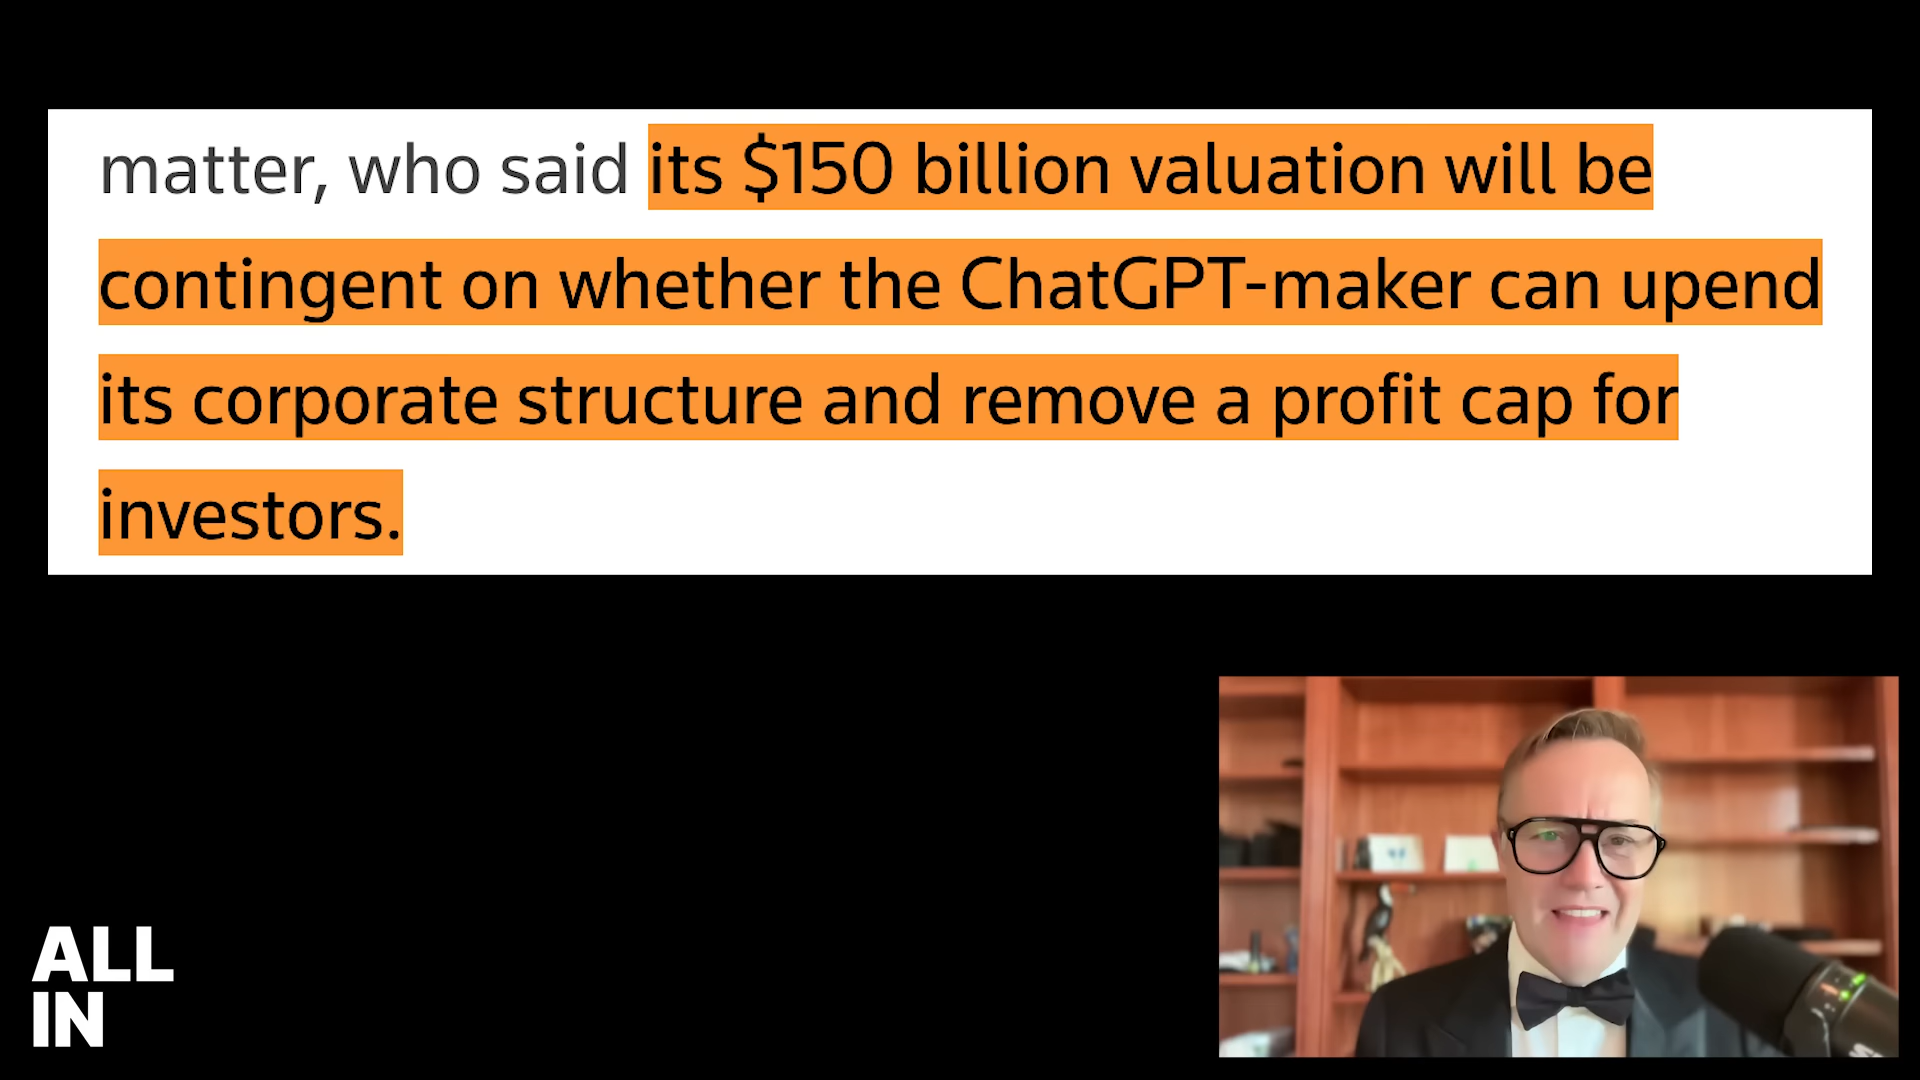 matter, who said its $150 billion valuation will be
contingent on whether the ChatGPT-maker can upend
its corporate structure and remove a profit cap for
investors.
ALL
IN